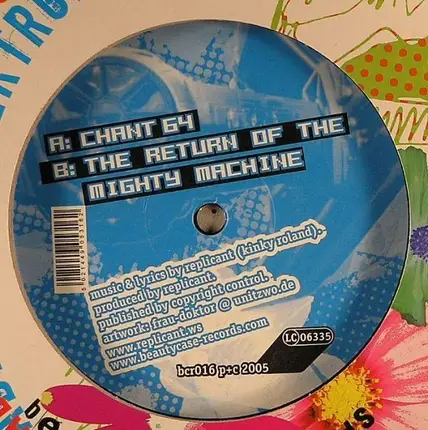 A: CHANT 64
B: THE RETURN OF THE
MIGHTY MACHINE
music & lyrics by replicant (kinky roland).
produced by replicant.
published by copyright control.
artwork: frau-doktor @ unitzwo.de
www.replicant.ws
www.beautycase-records.com
LC 06335
bcr016 p+c 2005